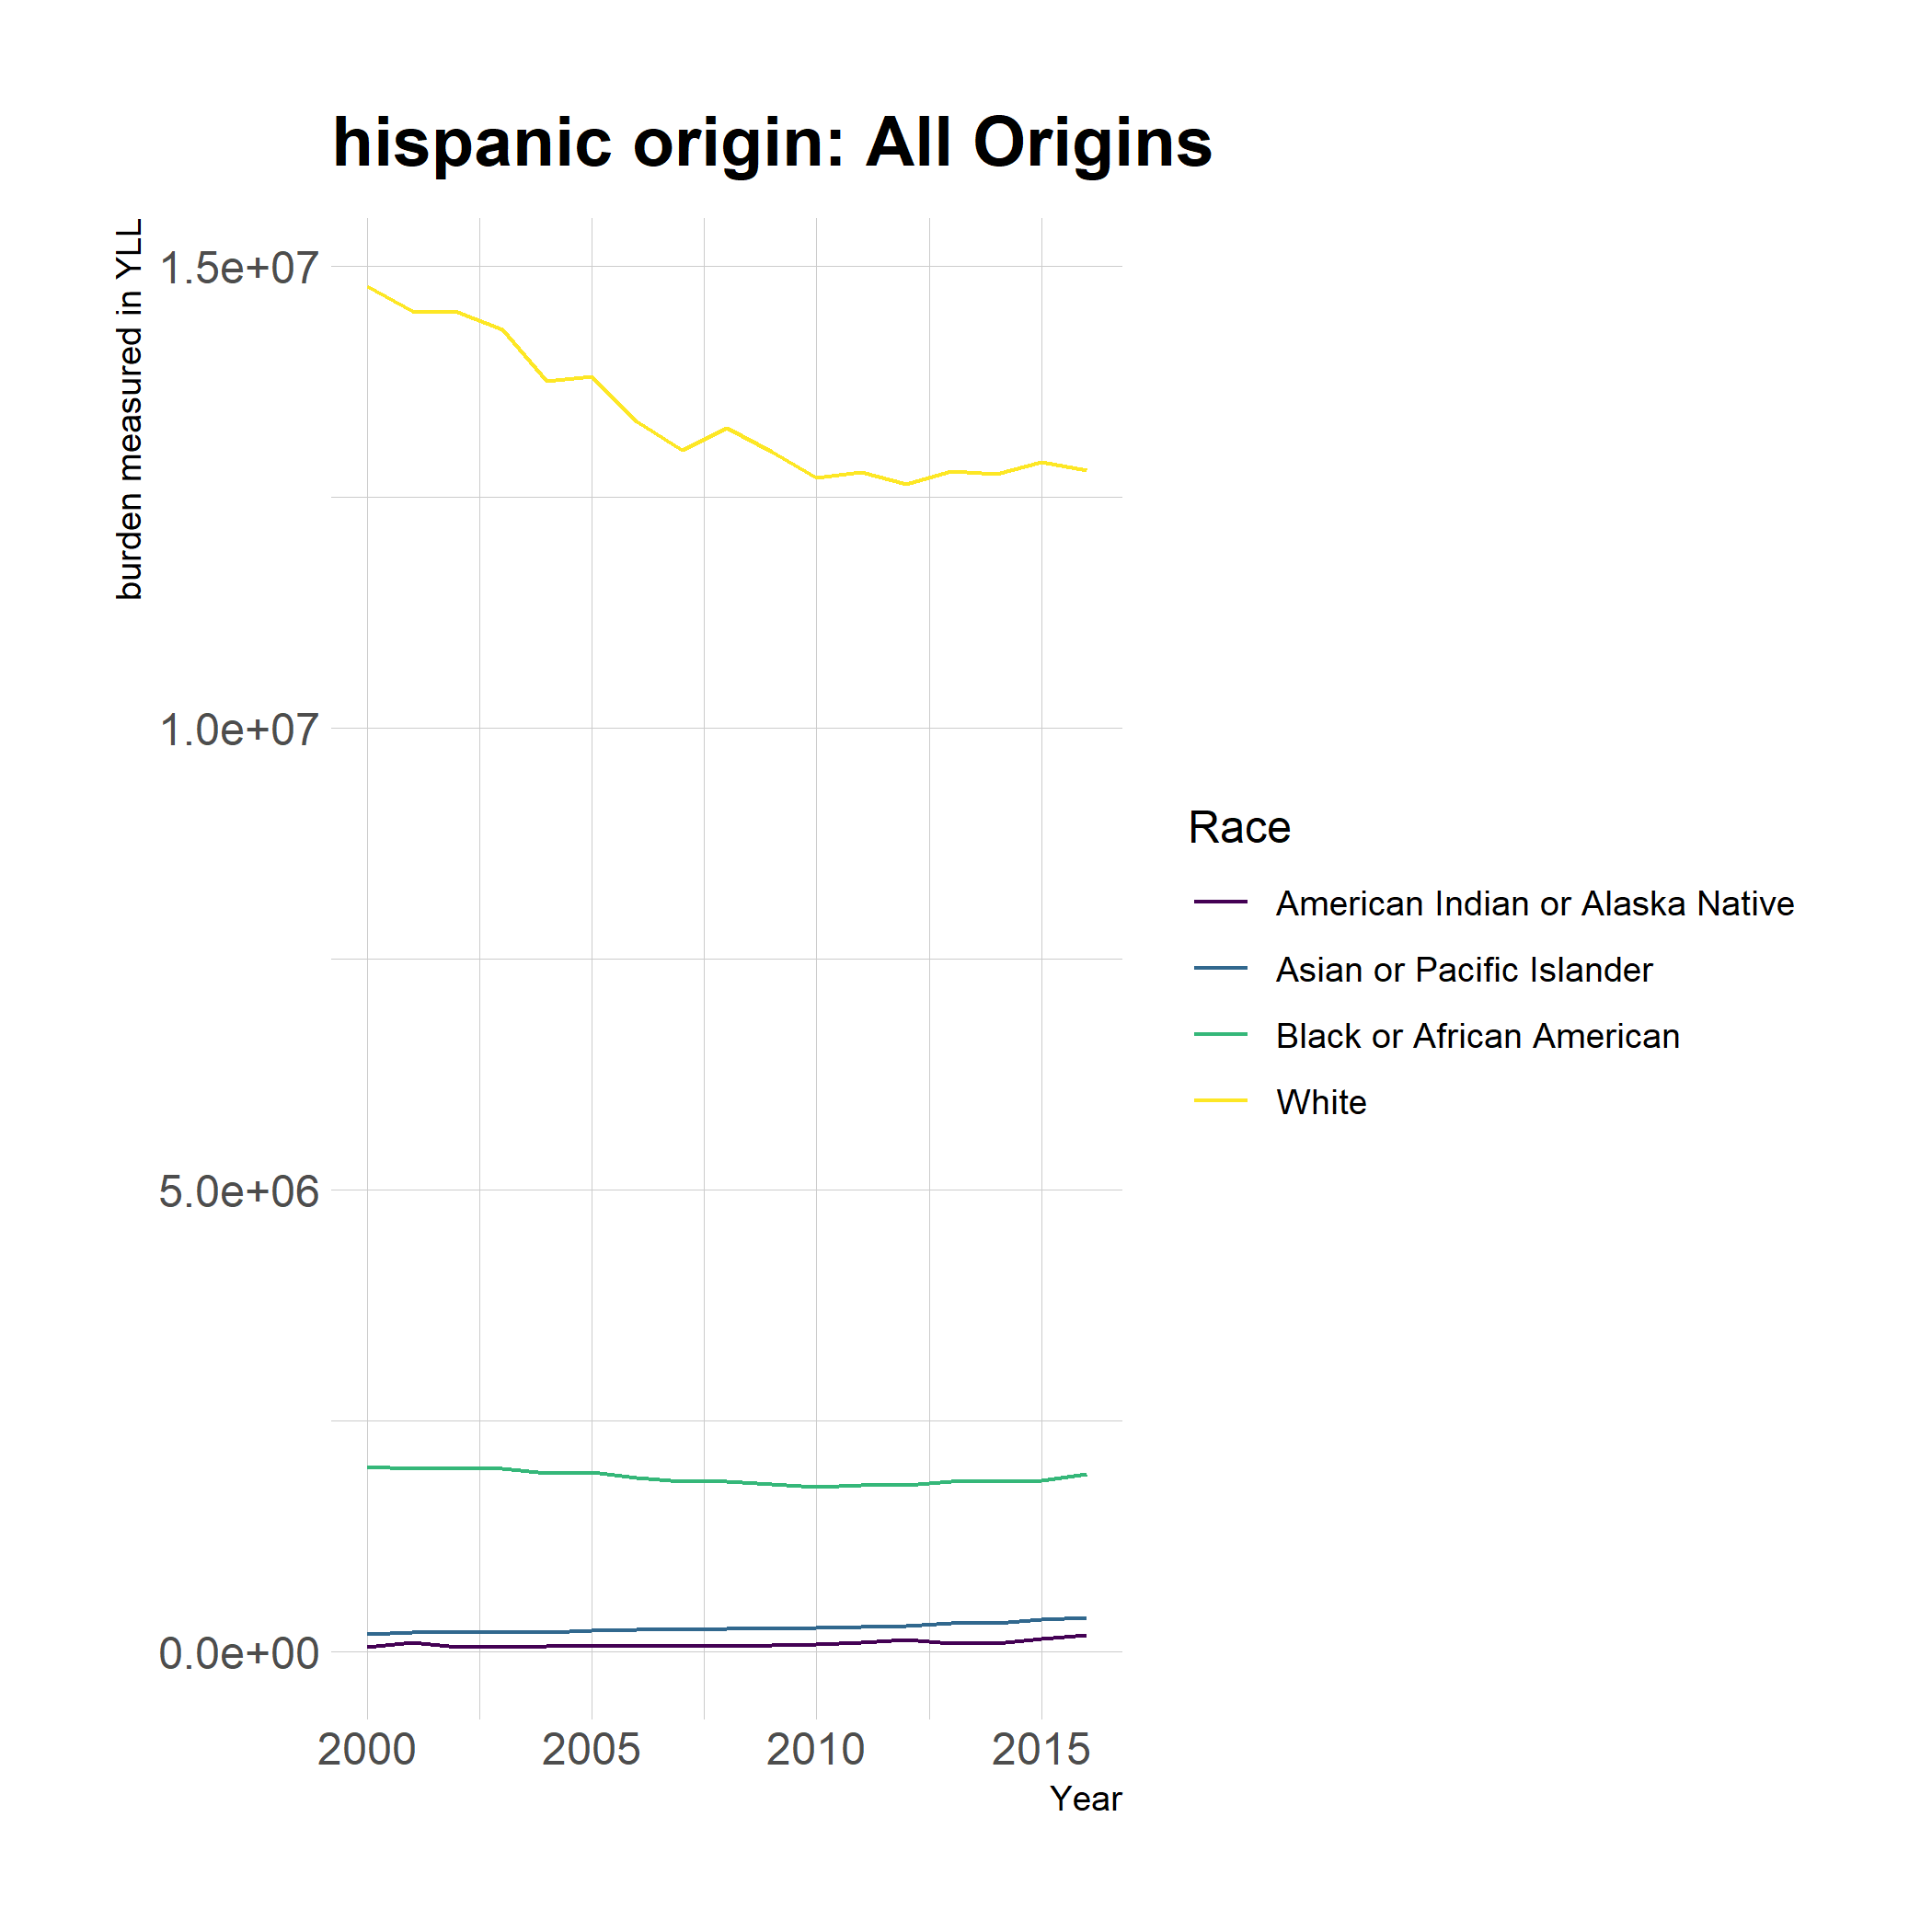 hispanic origin: All Origins
burden measured in YLL
1.5e+07
1.0e+07
5.0e+06
0.0e+00
2000
2005
2010
2015
Year
Race
American Indian or Alaska Native
Asian or Pacific Islander
Black or African American
White